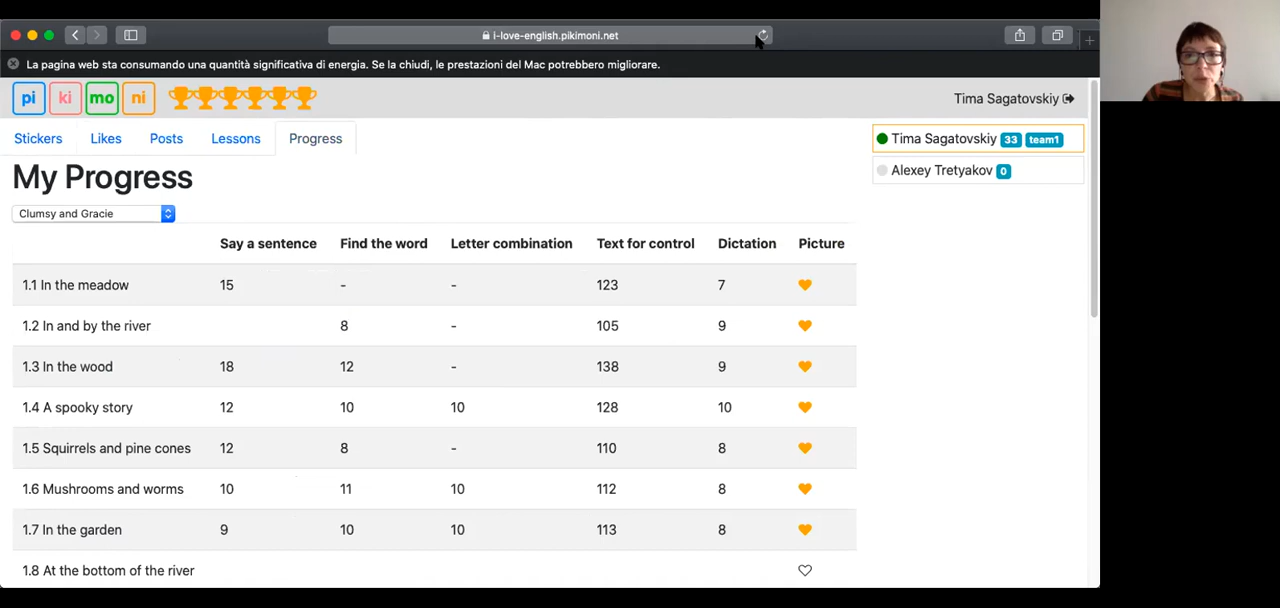 i-love-english.pikimoni.net
La pagina web sta consumando una quantità significativa di energia. Se la chiudi, le prestazioni del Mac potrebbero migliorare.
pi ki mo ni
Tima Sagatovskiy
Stickers Likes Posts Lessons Progress
Tima Sagatovskiy 33 team1
Alexey Tretyakov 0
My Progress
Clumsy and Gracie
Say a sentence Find the word Letter combination Text for control Dictation Picture
1.1 In the meadow 15 - - 123 7
1.2 In and by the river 8 - 105 9
1.3 In the wood 18 12 - 138 9
1.4 A spooky story 12 10 10 128 10
1.5 Squirrels and pine cones 12 8 - 110 8
1.6 Mushrooms and worms 10 11 10 112 8
1.7 In the garden 9 10 10 113 8
1.8 At the bottom of the river